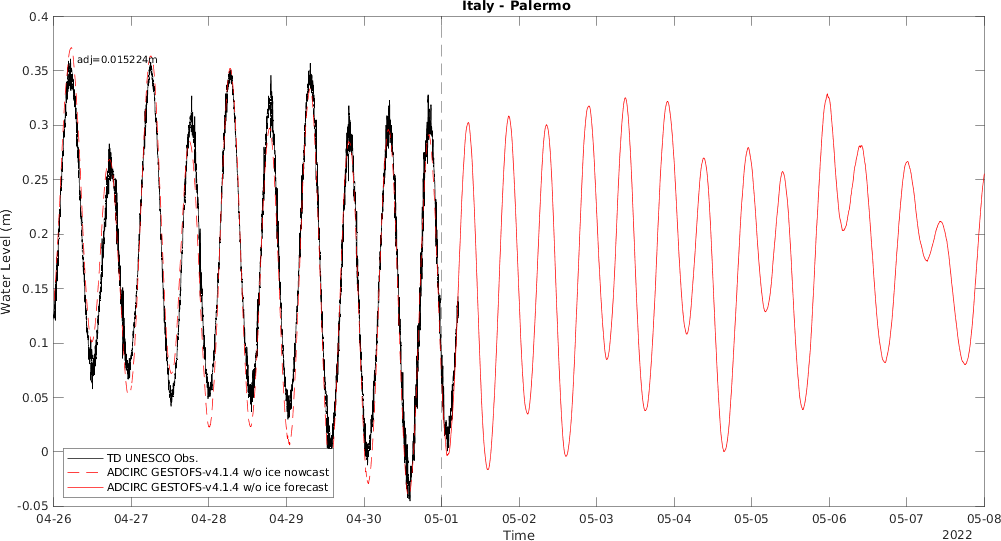 Italy - Palermo
adj=0.015224m
Water Level (m)
0.4
0.35
0.3
0.25
0.2
0.15
0.1
0.05
0
-0.05
TD UNESCO Obs.
ADCIRC GESTOFS-v4.1.4 w/o ice nowcast
ADCIRC GESTOFS-v4.1.4 w/o ice forecast
04-26 04-27 04-28 04-29 04-30 05-01 05-02 05-03 05-04 05-05 05-06 05-07 05-08
Time
2022